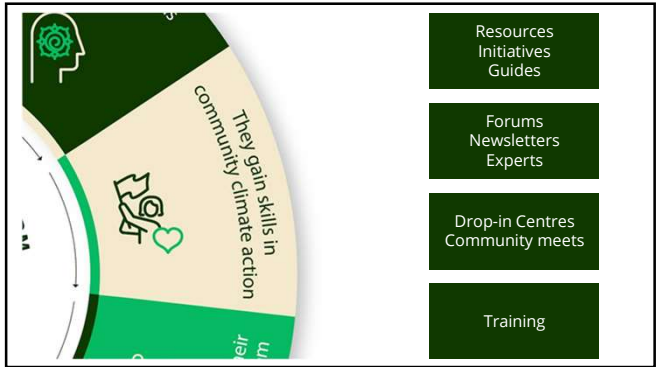 They gain skills in
community climate action
Resources
Initiatives
Guides
Forums
Newsletters
Experts
Drop-in Centres
Community meets
Training